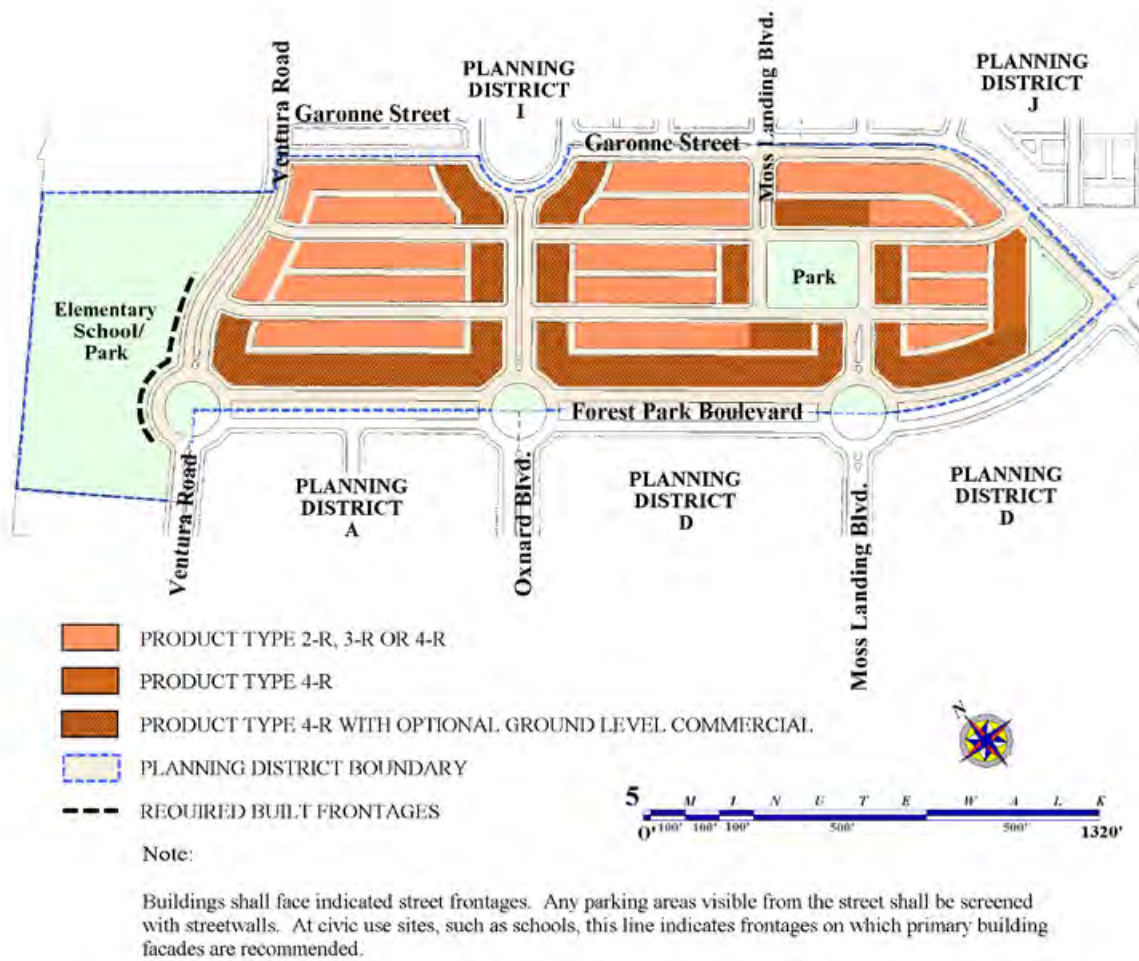 PLANNING
DISTRICT
I
PLANNING
DISTRICT
J
Ventura Road
Garonne Street
Garonne Street
Moss Landing Blvd.
Elementary
School/
Park
Park
Forest Park Boulevard
Ventura Road
PLANNING
DISTRICT
A
Oxnard Blvd.
PLANNING
DISTRICT
D
Moss Landing Blvd.
PLANNING
DISTRICT
D
PRODUCT TYPE 2-R, 3-R OR 4-R
PRODUCT TYPE 4-R
PRODUCT TYPE 4-R WITH OPTIONAL GROUND LEVEL COMMERCIAL
PLANNING DISTRICT BOUNDARY
REQUIRED BUILT FRONTAGES
N
5 MINUTE WALK
0' 100' 100' 100' 500' 500' 1320'
Note:
Buildings shall face indicated street frontages. Any parking areas visible from the street shall be screened
with streetwalls. At civic use sites, such as schools, this line indicates frontages on which primary building
facades are recommended.